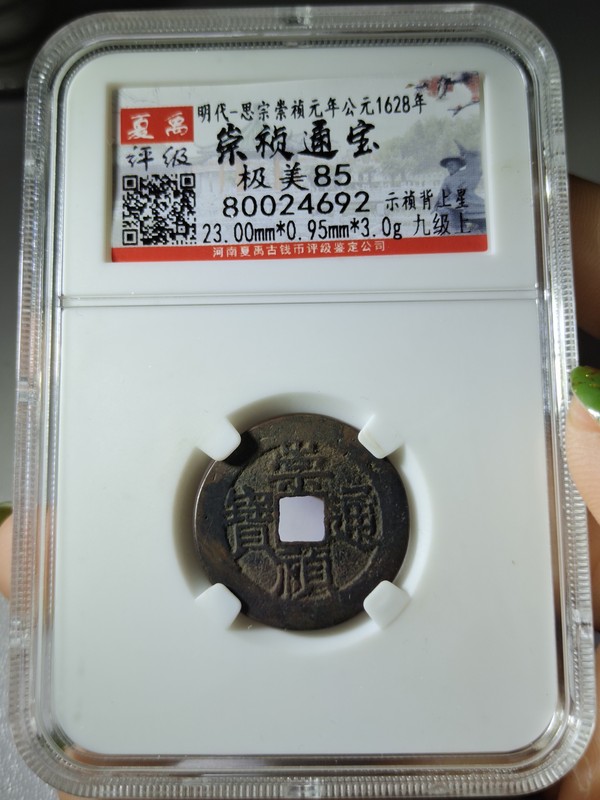 夏禹
评级
明代-思宗崇祯元年公元1628年
崇祯通宝
极美85
80024692 示祯背上星
23.00mm*0.95mm*3.0g 九级上
河南夏禹古钱币评级鉴定公司
崇禎通寶